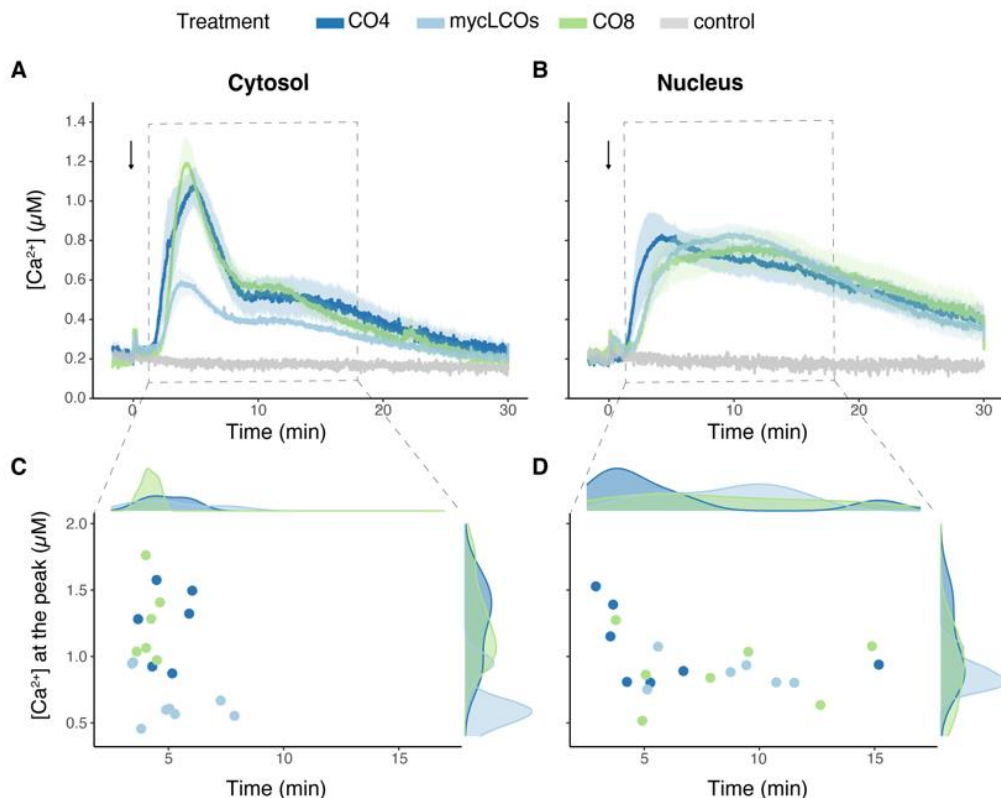 Treatment CO4 mycLCOs CO8 control
A Cytosol
B Nucleus
[Ca²⁺] (µM)
1.4
1.2
1.0
0.8
0.6
0.4
0.2
0.0
0 10 20 30
0 10 20 30
Time (min)
Time (min)
C
D
[Ca²⁺] at the peak (µM)
2.0
1.5
1.0
0.5
5 10 15
5 10 15
Time (min)
Time (min)